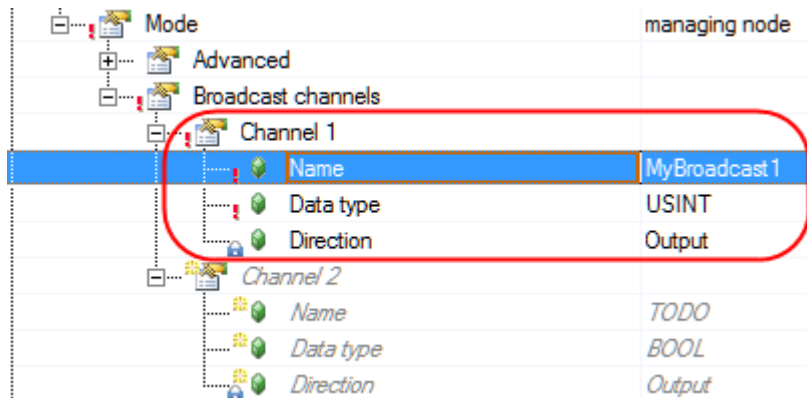 Mode managing node
Advanced
Broadcast channels
Channel 1
Name MyBroadcast1
Data type USINT
Direction Output
Channel 2
Name TODO
Data type BOOL
Direction Output